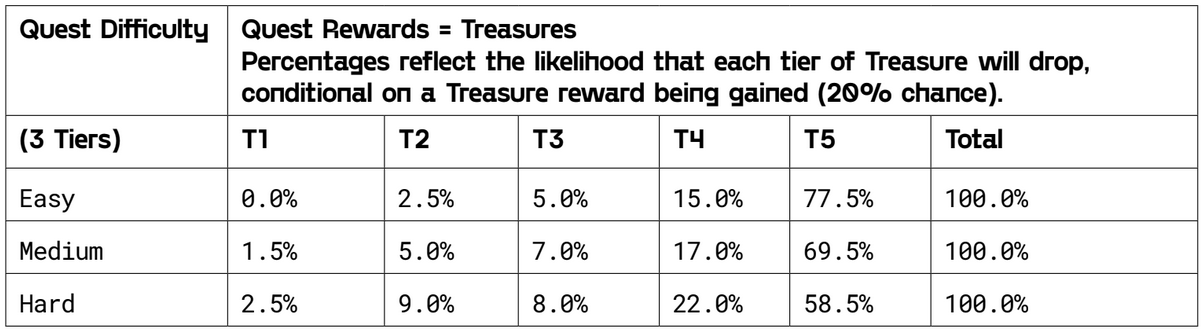 Quest Difficulty
Quest Rewards = Treasures
Percentages reflect the likelihood that each tier of Treasure will drop,
conditional on a Treasure reward being gained (20% chance).
(3 Tiers) T1 T2 T3 T4 T5 Total
Easy 0.0% 2.5% 5.0% 15.0% 77.5% 100.0%
Medium 1.5% 5.0% 7.0% 17.0% 69.5% 100.0%
Hard 2.5% 9.0% 8.0% 22.0% 58.5% 100.0%